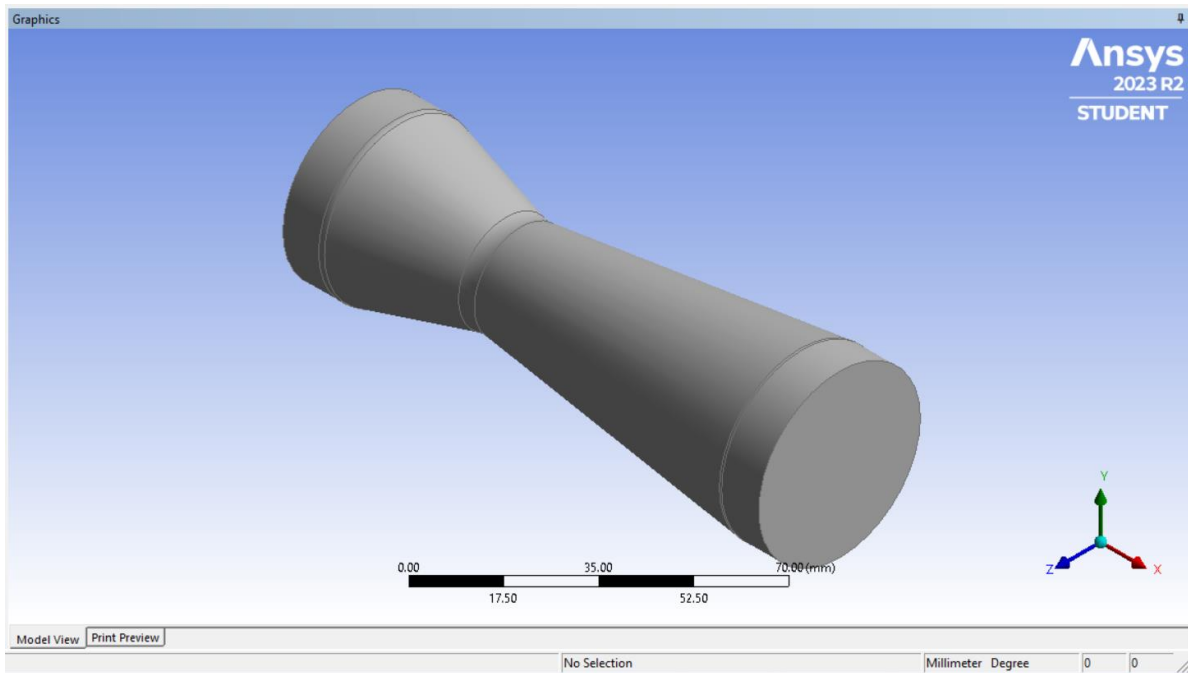 Graphics
Ansys
2023 R2
STUDENT
Y
Z
X
0.00 35.00 70.00 (mm)
17.50 52.50
Model View Print Preview
No Selection Millimeter Degree 0 0